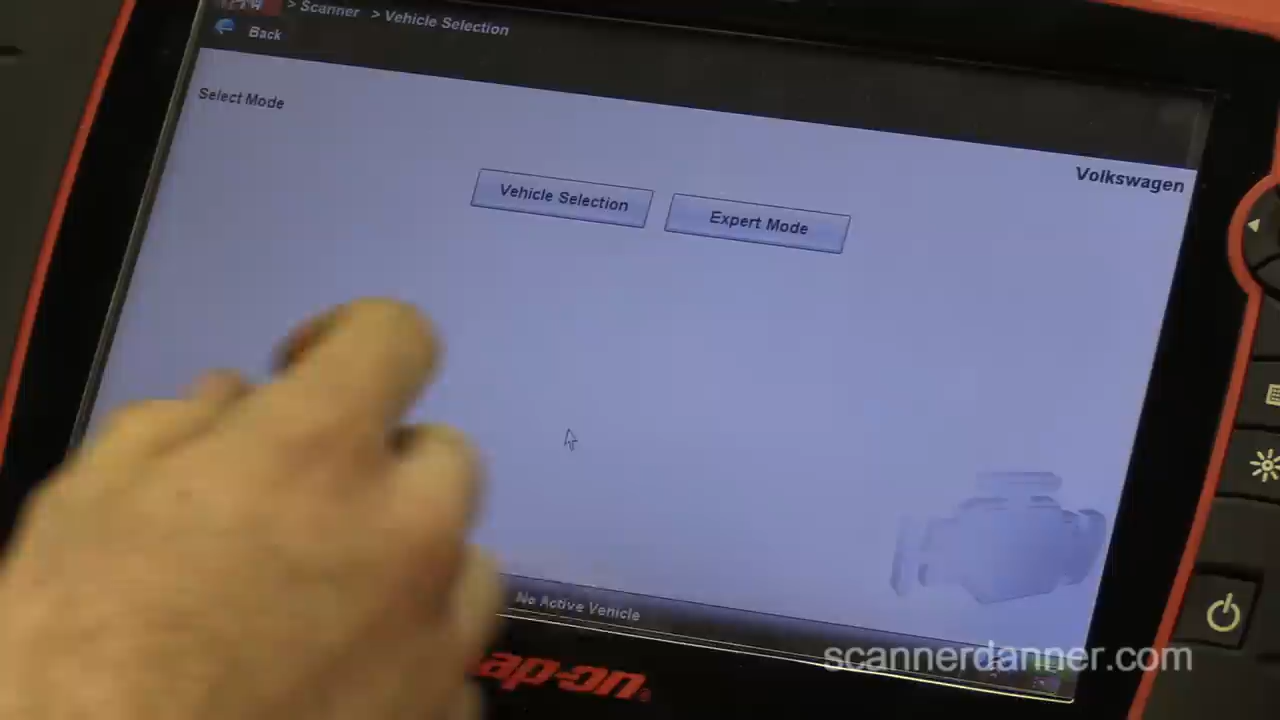 > Scanner > Vehicle Selection
Back
Select Mode
Volkswagen
Vehicle Selection
Expert Mode
No Active Vehicle
ap-on
scannerdanner.com